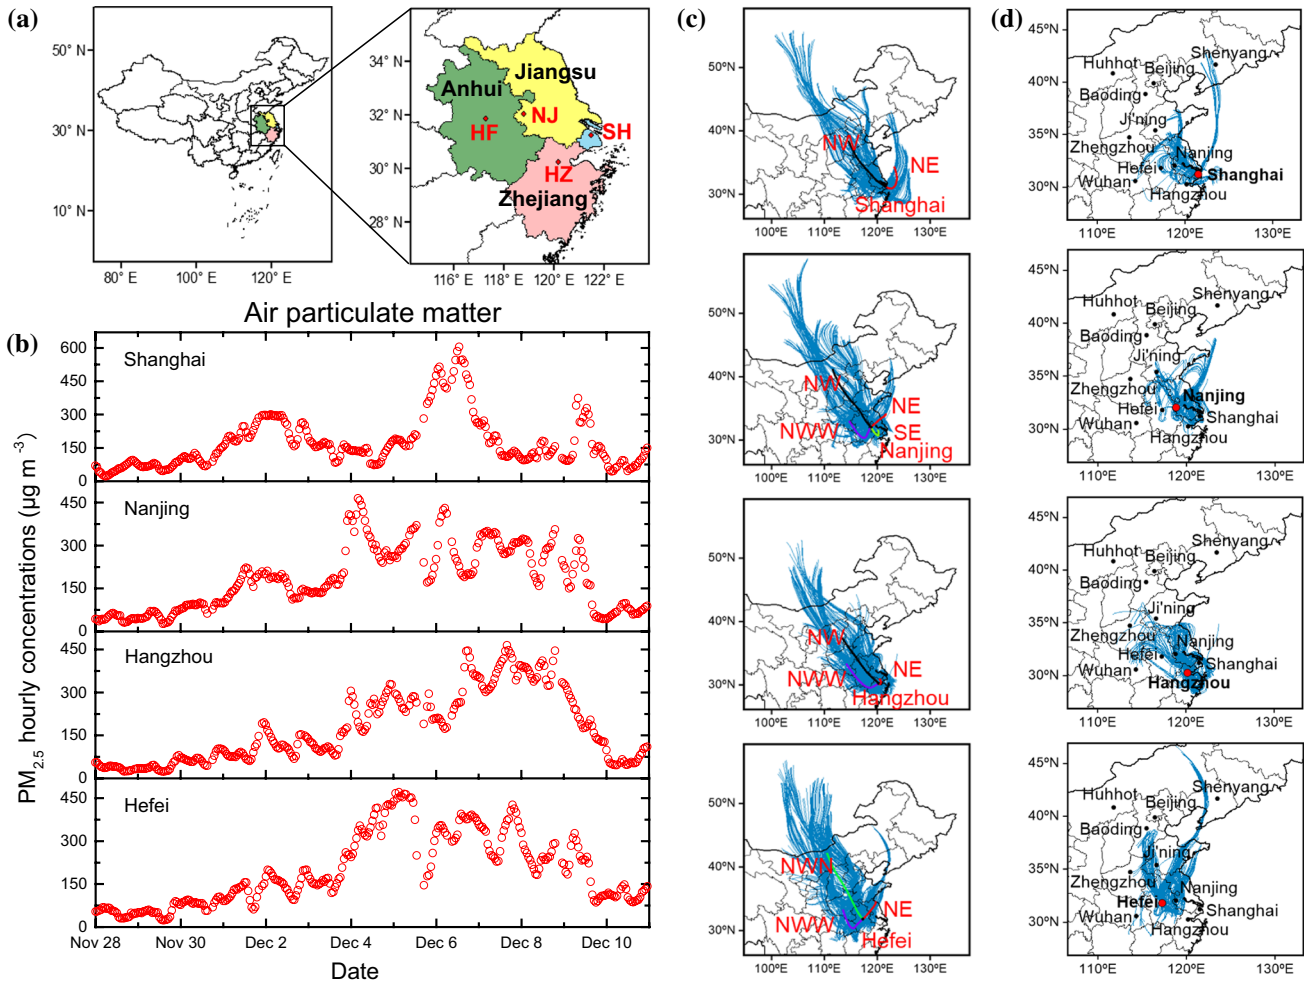 (a)
50° N
30° N
10° N
80° E
100° E
120° E
34° N
32° N
30° N
28° N
116° E
118° E
120° E
122° E
Jiangsu
Anhui
NJ
SH
HF
HZ
Zhejiang
(b)
Air particulate matter
PM2.5 hourly concentrations (µg m⁻³)
Shanghai
600
450
300
150
0
Nanjing
450
300
150
0
Hangzhou
450
300
150
0
Hefei
450
300
150
0
Nov 28
Nov 30
Dec 2
Dec 4
Dec 6
Dec 8
Dec 10
Date
(c)
50°N
40°N
30°N
NW
NE
Shanghai
100°E
110°E
120°E
130°E
50°N
40°N
30°N
NW
NE
NWW
SE
Nanjing
100°E
110°E
120°E
130°E
50°N
40°N
30°N
NW
NE
NWW
Hangzhou
100°E
110°E
120°E
130°E
50°N
40°N
30°N
NWN
NE
NWW
Hefei
100°E
110°E
120°E
130°E
(d)
45°N
40°N
35°N
30°N
Shenyang
Huhhot
Beijing
Baoding
Ji'ning
Zhengzhou
Nanjing
Hefei
Shanghai
Wuhan
Hangzhou
110°E
120°E
130°E
45°N
40°N
35°N
30°N
Shenyang
Huhhot
Beijing
Baoding
Ji'ning
Zhengzhou
Nanjing
Hefei
Shanghai
Wuhan
Hangzhou
110°E
120°E
130°E
45°N
40°N
35°N
30°N
Shenyang
Huhhot
Beijing
Baoding
Ji'ning
Zhengzhou
Nanjing
Hefei
Shanghai
Wuhan
Hangzhou
110°E
120°E
130°E
45°N
40°N
35°N
30°N
Shenyang
Huhhot
Beijing
Baoding
Ji'ning
Zhengzhou
Nanjing
Hefei
Shanghai
Wuhan
Hangzhou
110°E
120°E
130°E